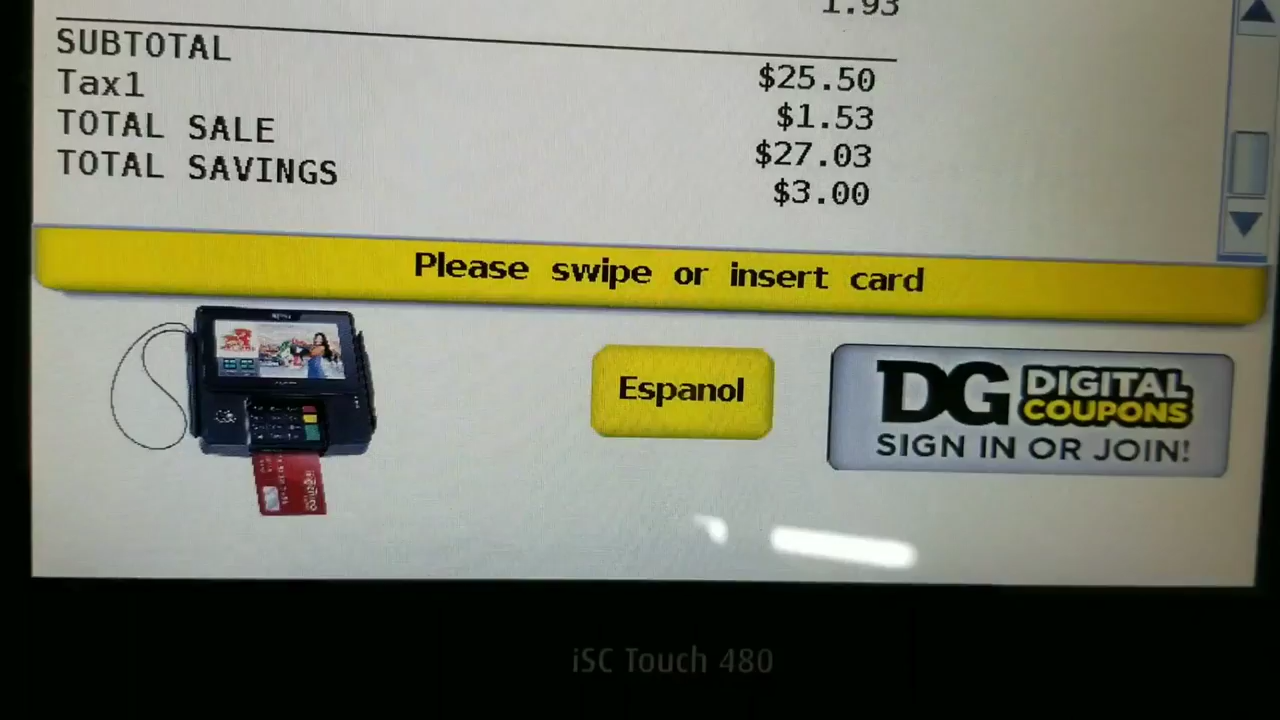 1.93
SUBTOTAL $25.50
Tax1 $1.53
TOTAL SALE $27.03
TOTAL SAVINGS $3.00
Please swipe or insert card
Espanol
DG DIGITAL
COUPONS
SIGN IN OR JOIN!
iSC Touch 480